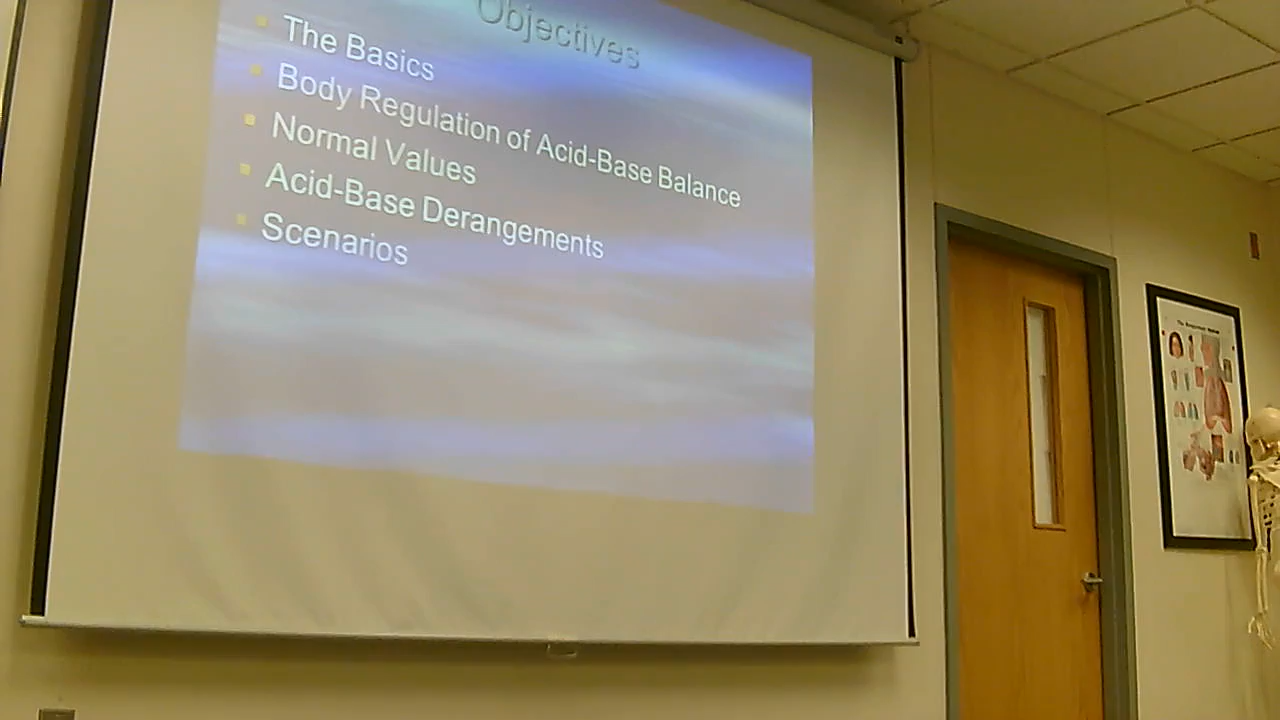 Objectives
The Basics
Body Regulation of Acid-Base Balance
Normal Values
Acid-Base Derangements
Scenarios